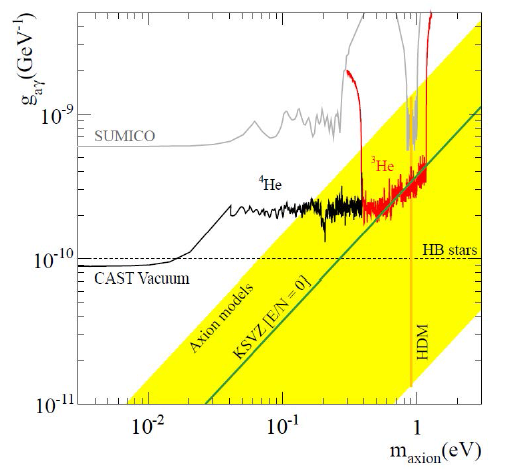 g_aγ(GeV⁻¹)
10⁻⁹
SUMICO
³He
⁴He
10⁻¹⁰
HB stars
CAST Vacuum
Axion models
KSVZ [E/N = 0]
HDM
10⁻¹¹
10⁻² 10⁻¹ 1
m_axion(eV)